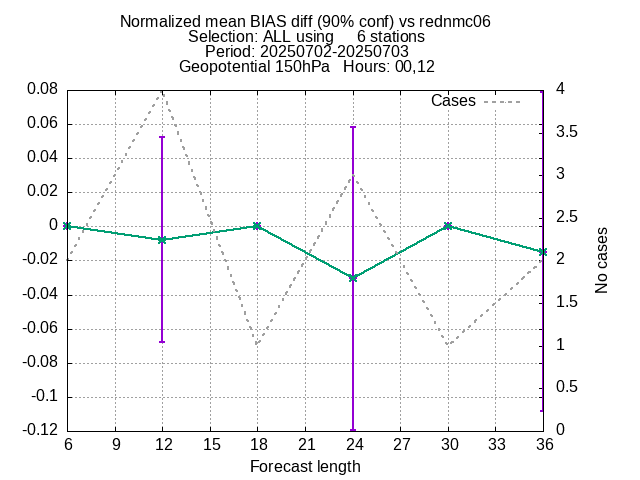 Normalized mean BIAS diff (90% conf) vs rednmc06
Selection: ALL using     6 stations
Period: 20250702-20250703
Geopotential 150hPa   Hours: 00,12
Cases
0.08
0.06
0.04
0.02
0
-0.02
-0.04
-0.06
-0.08
-0.1
-0.12
4
3.5
3
2.5
2
1.5
1
0.5
0
No cases
6 9 12 15 18 21 24 27 30 33 36
Forecast length